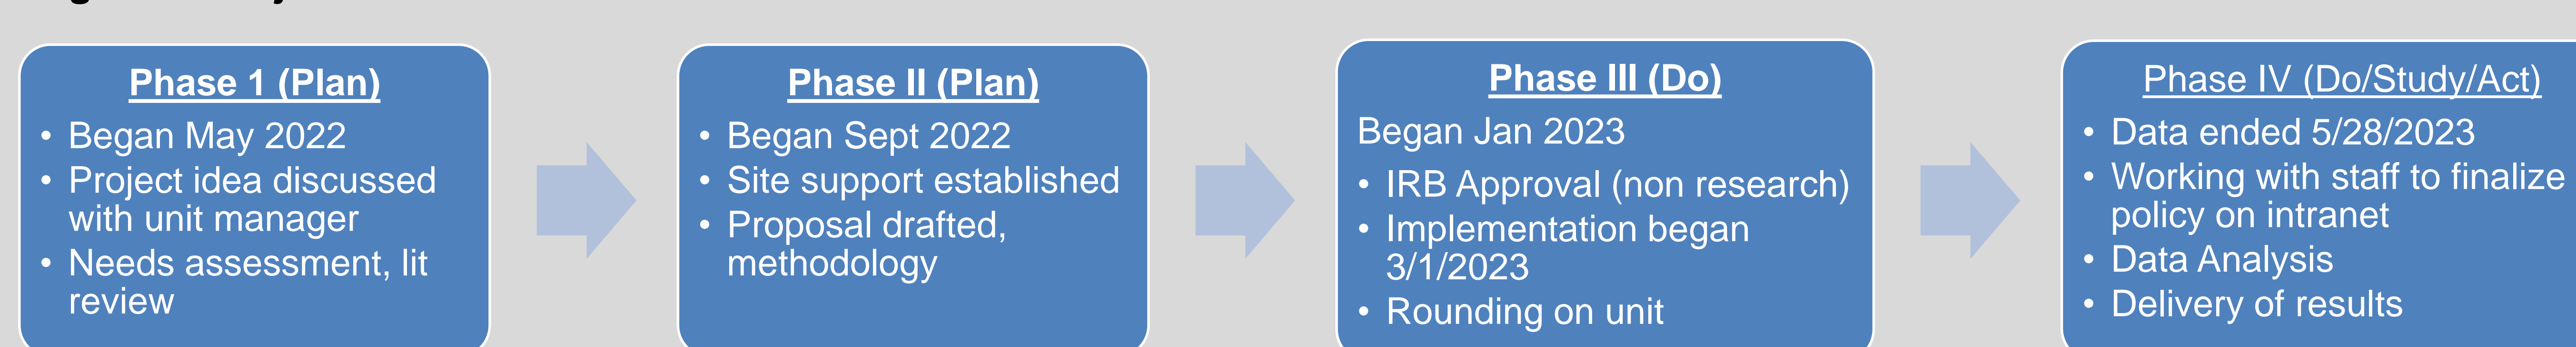 Phase 1 (Plan)
• Began May 2022
• Project idea discussed
with unit manager
• Needs assessment, lit
review
Phase II (Plan)
• Began Sept 2022
• Site support established
• Proposal drafted,
methodology
Phase III (Do)
Began Jan 2023
• IRB Approval (non research)
• Implementation began
3/1/2023
• Rounding on unit
Phase IV (Do/Study/Act)
• Data ended 5/28/2023
• Working with staff to finalize
policy on intranet
• Data Analysis
• Delivery of results